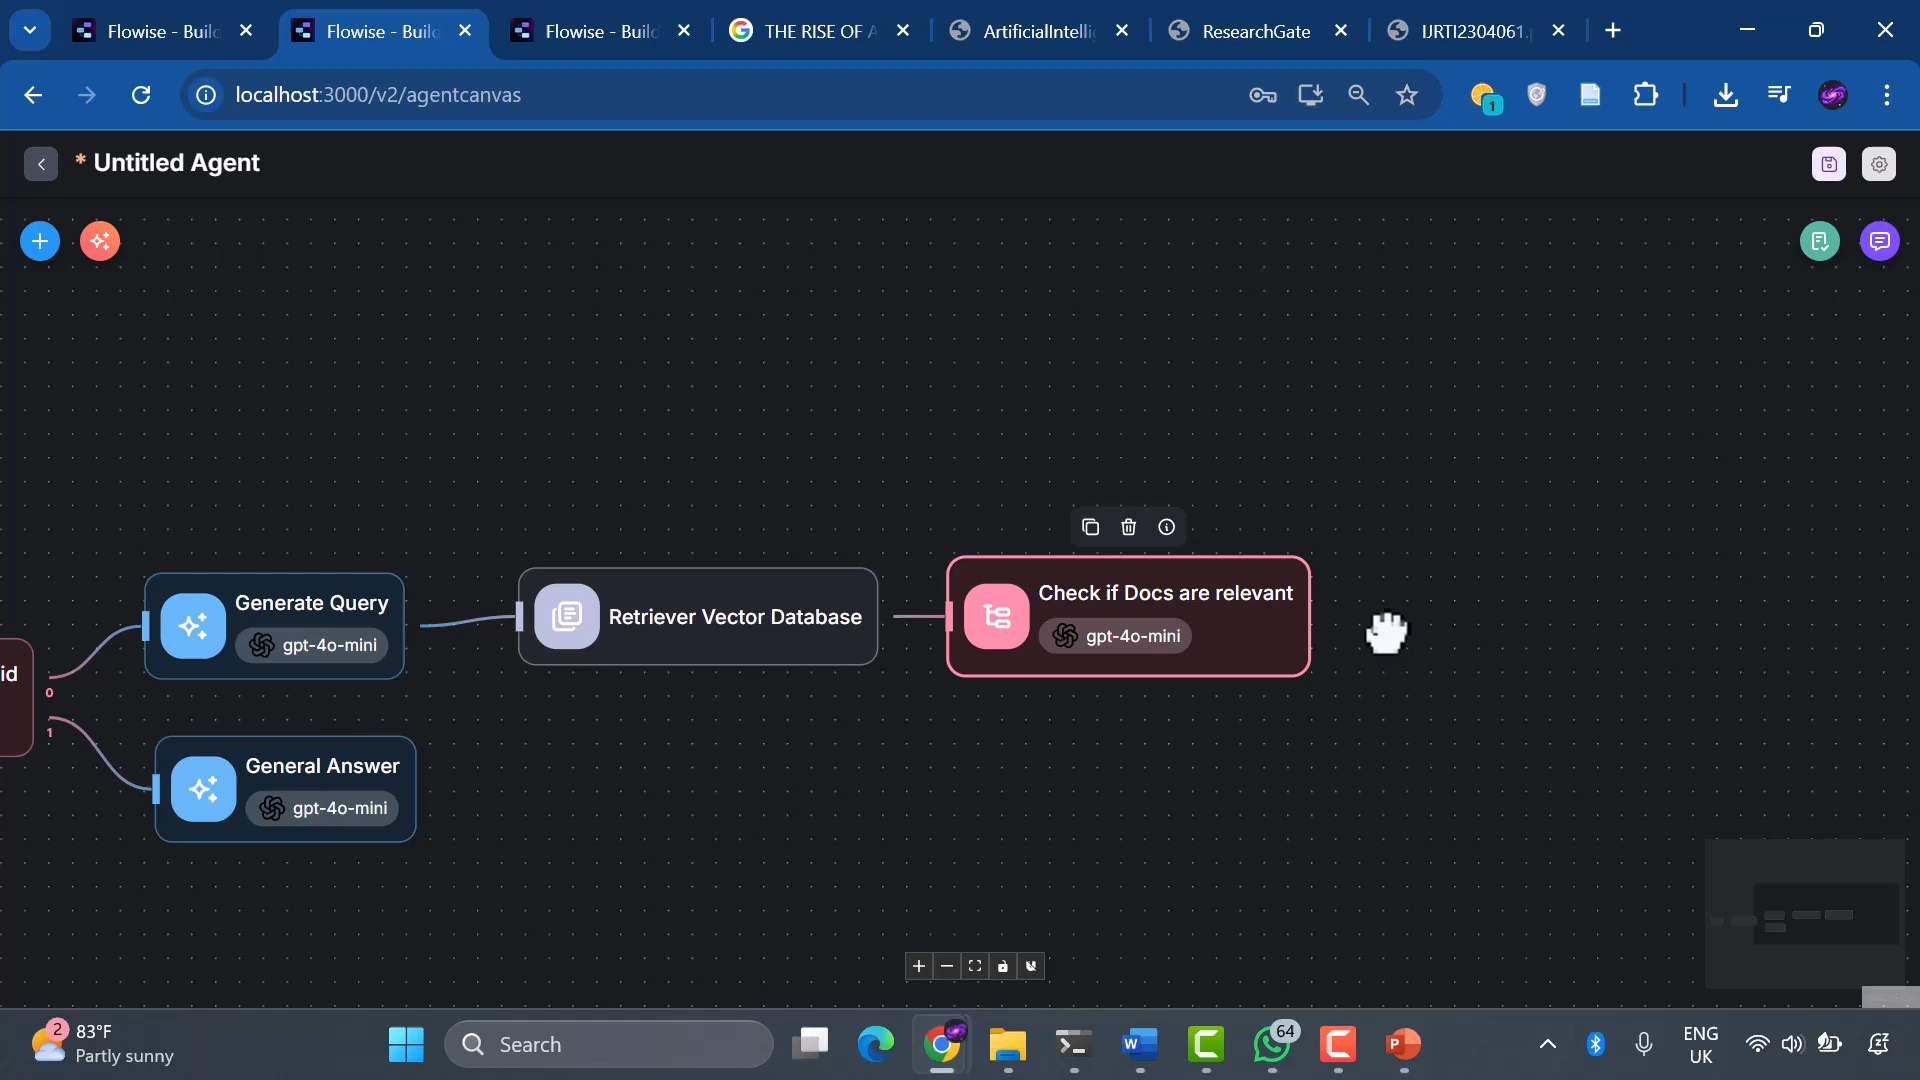 Flowise - Build
Flowise - Build
Flowise - Build
THE RISE OF A
ArtificialIntelli
ResearchGate
IJRTI2304061.p
localhost:3000/v2/agentcanvas
1
* Untitled Agent
Check if Docs are relevant
gpt-4o-mini
Generate Query
gpt-4o-mini
Retriever Vector Database
id
0
1
General Answer
gpt-4o-mini
2
83°F
Partly sunny
Search
64
ENG
UK